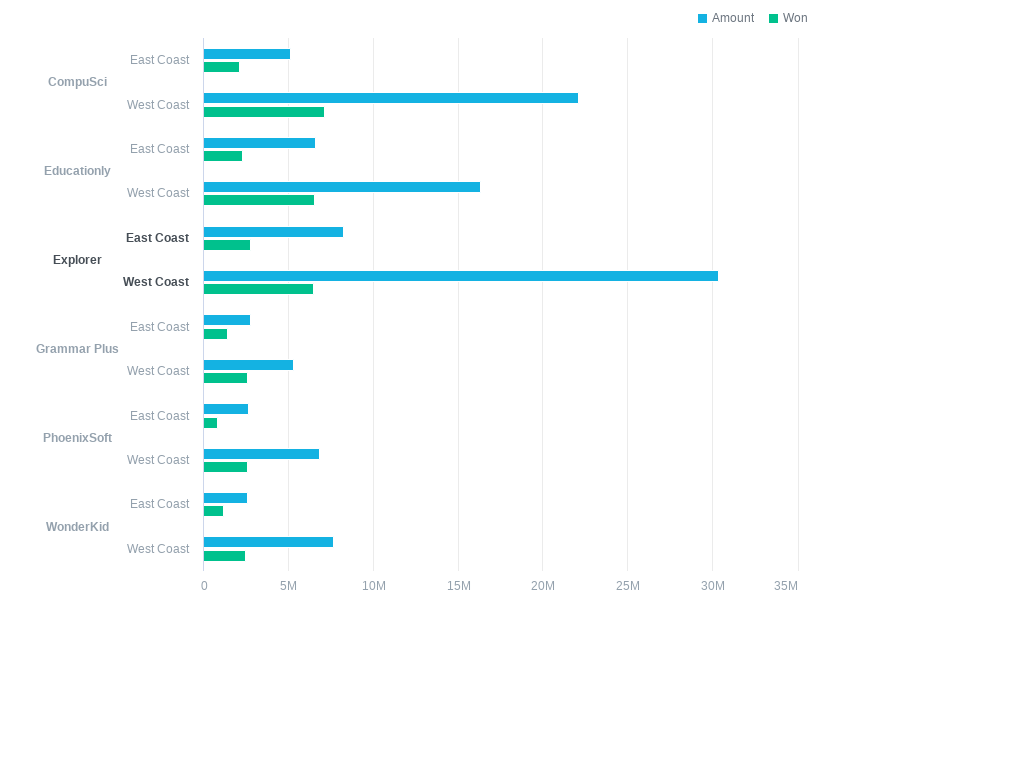 Amount Won
CompuSci
East Coast
West Coast
Educationly
East Coast
West Coast
Explorer
East Coast
West Coast
Grammar Plus
East Coast
West Coast
PhoenixSoft
East Coast
West Coast
WonderKid
East Coast
West Coast
0 5M 10M 15M 20M 25M 30M 35M